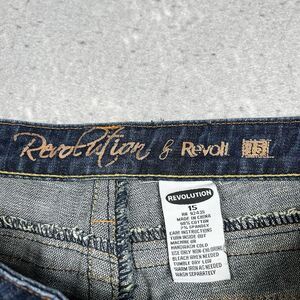 Revolution by Revolt 15
REVOLUTION
15
RN 92435
MADE IN CHINA
98% COTTON
2% SPANDEX
CARE INSTRUCTIONS:
TURN INSIDE OUT
MACHINE OR
HANDWASH COLD
USE ONLY NON-CHLORINE
BLEACH WHEN NEEDED
TUMBLE DRY LOW
WARM IRON AS NEEDED
WASH SEPARATELY